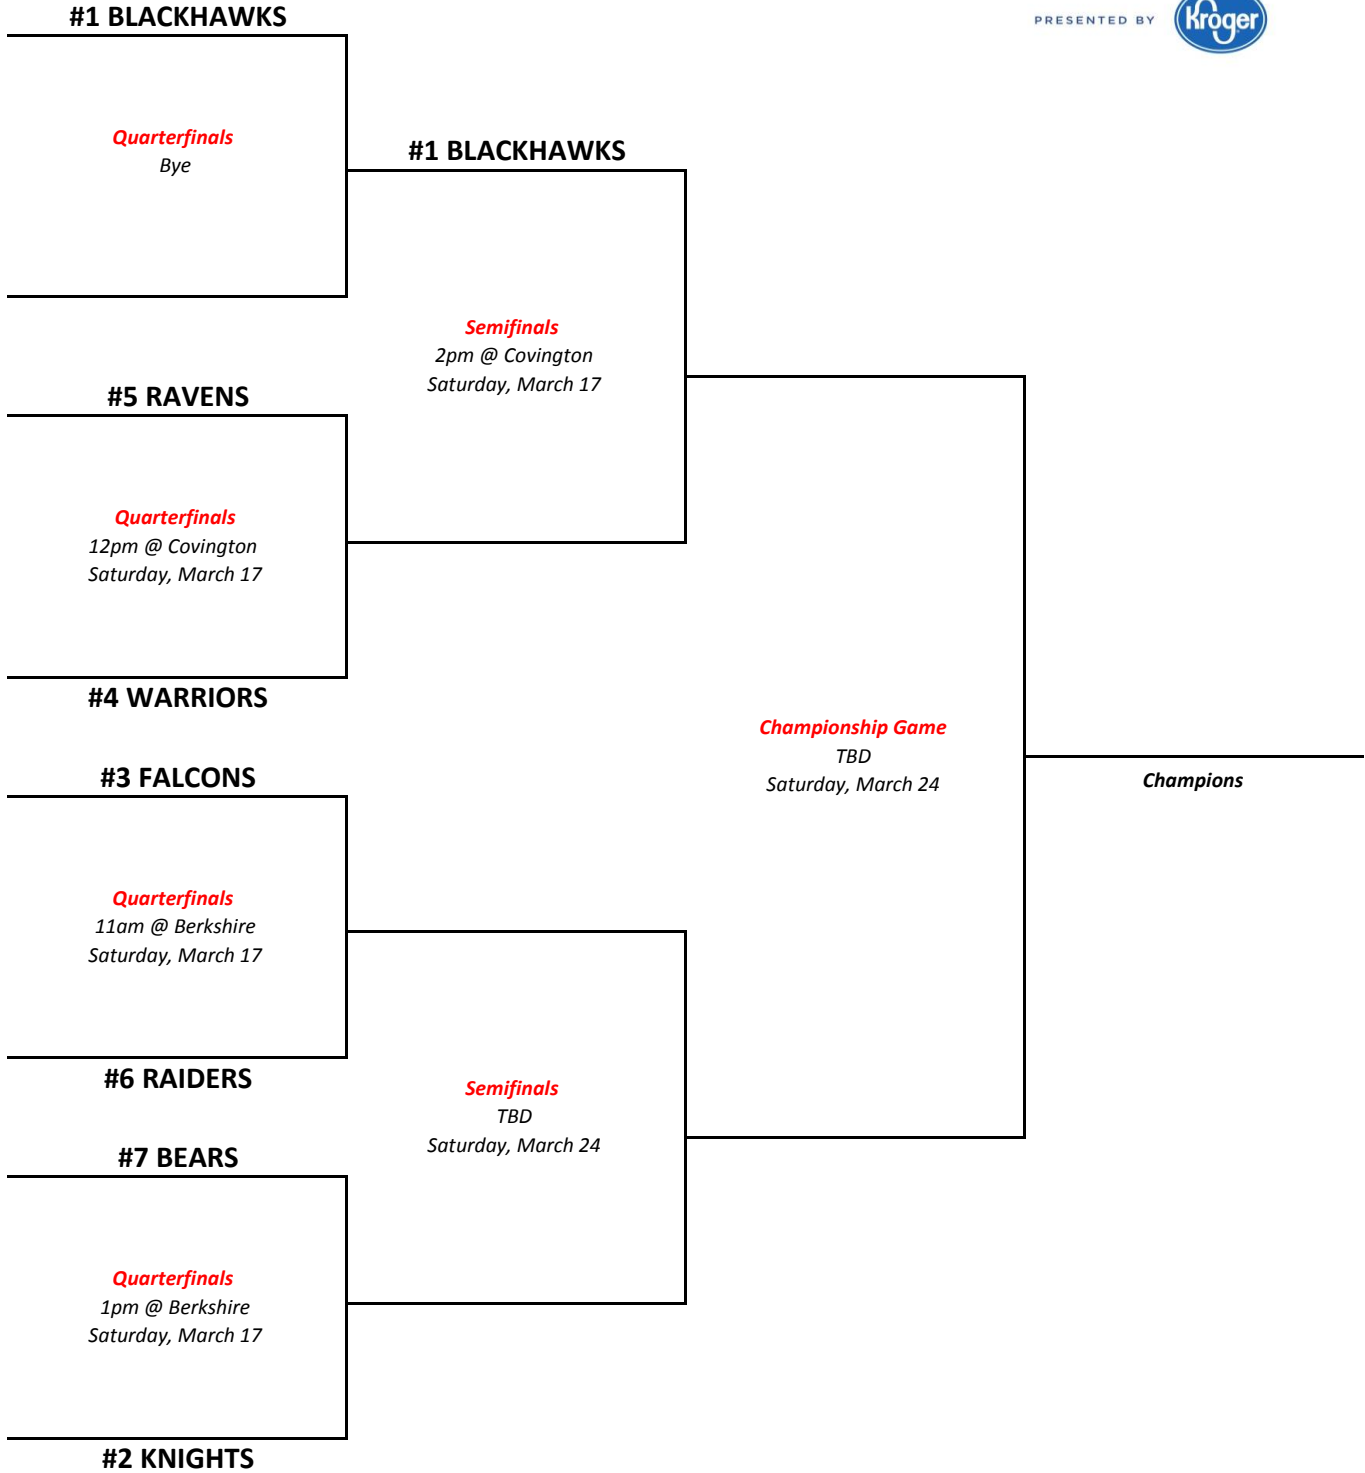 #1 BLACKHAWKS
PRESENTED BY
Kroger
Quarterfinals
Bye
#1 BLACKHAWKS
Semifinals
2pm @ Covington
Saturday, March 17
#5 RAVENS
Quarterfinals
12pm @ Covington
Saturday, March 17
#4 WARRIORS
Championship Game
TBD
Saturday, March 24
Champions
#3 FALCONS
Quarterfinals
11am @ Berkshire
Saturday, March 17
#6 RAIDERS
Semifinals
TBD
Saturday, March 24
#7 BEARS
Quarterfinals
1pm @ Berkshire
Saturday, March 17
#2 KNIGHTS